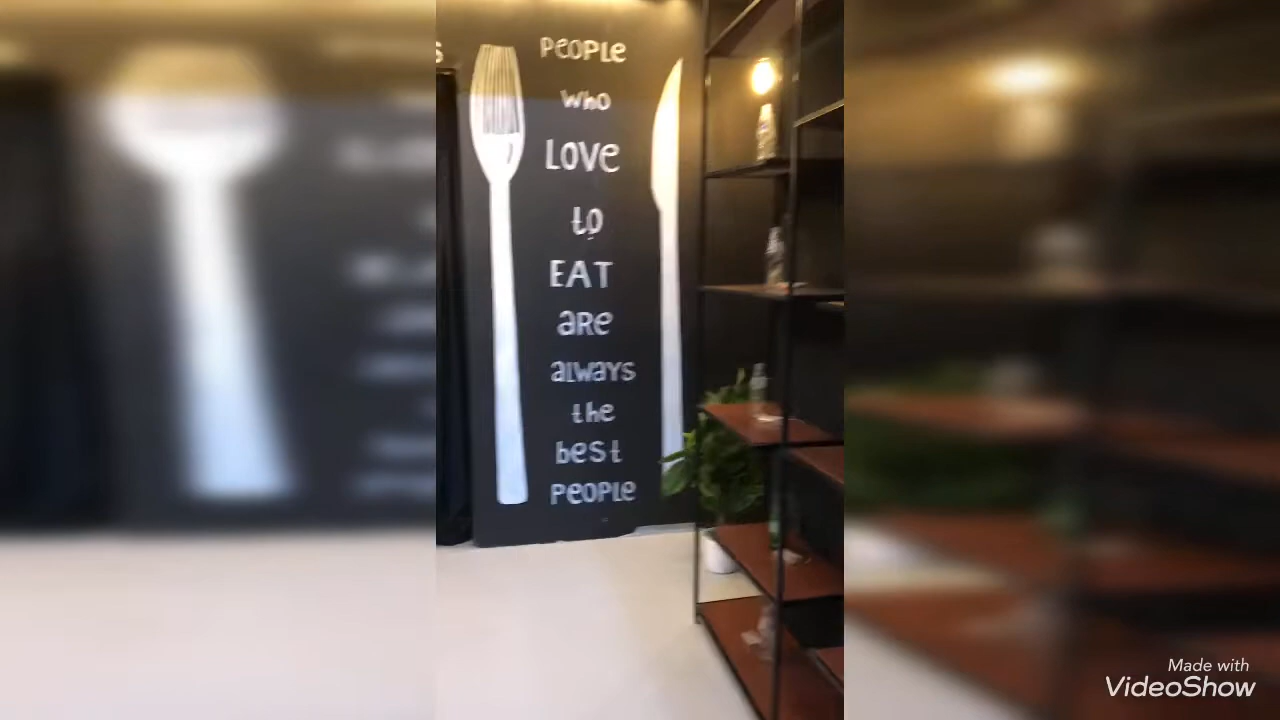 PEOPLE
who
LOVe
to
EAT
aRe
always
the
best
PEOPLE
Made with
VideoShow